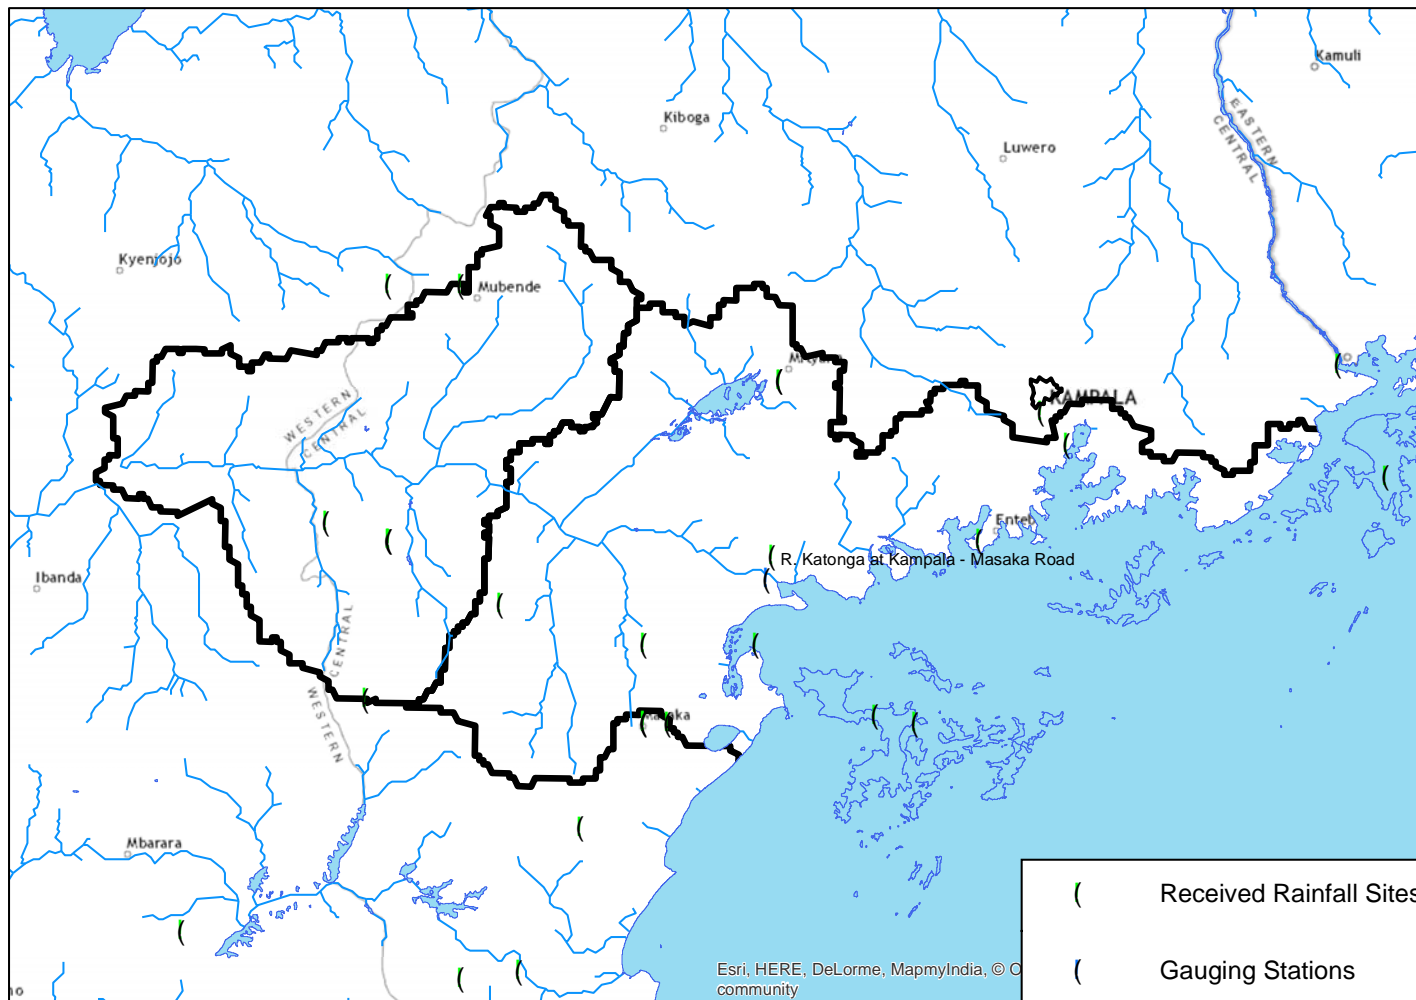 Kamuli
EASTERN
CENTRAL
Kiboga
Luwero
Kyenjojo
Mubende
KAMPALA
WESTERN
CENTRAL
Ibanda
R. Katonga at Kampala - Masaka Road
CENTRAL
WESTERN
Mbarara
Received Rainfall Sites
Gauging Stations
Esri, HERE, DeLorme, MapmyIndia, © O
community